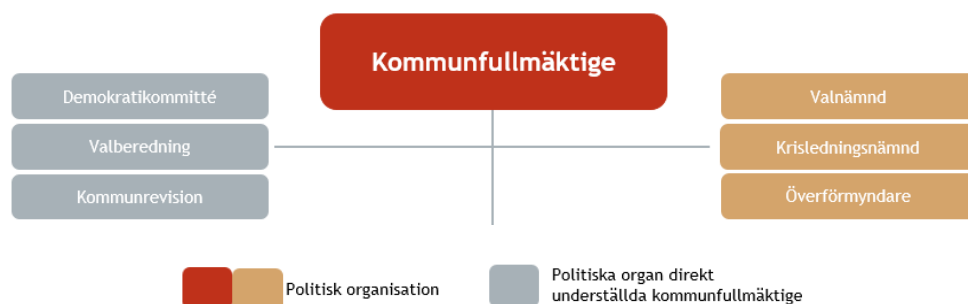 Kommunfullmäktige
Demokratikommitté
Valberedning
Kommunrevision
Valnämnd
Krisledningsnämnd
Överförmyndare
Politisk organisation
Politiska organ direkt
underställda kommunfullmäktige